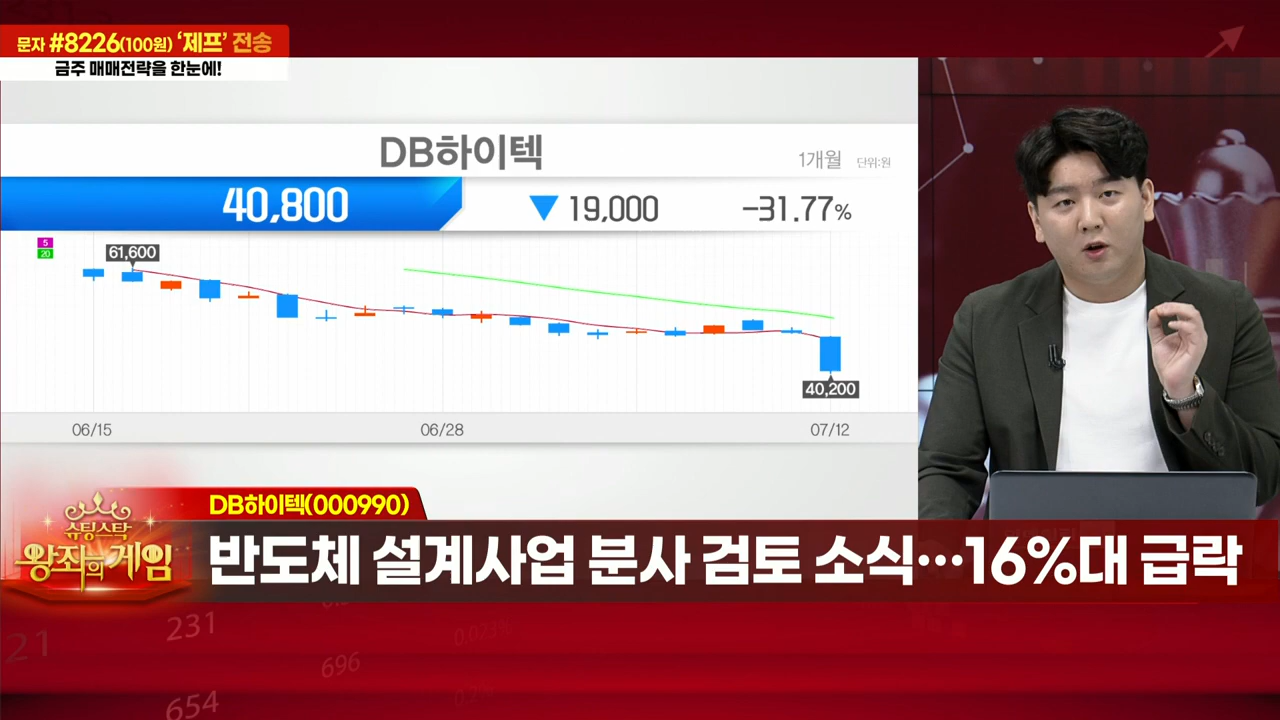 문자 #8226(100원) ‘제프’ 전송
금주 매매전략을 한눈에!
DB하이텍
1개월 단위:원
40,800 ▼ 19,000 -31.77%
5
20
61,600
40,200
06/15 06/28 07/12
DB하이텍(000990)
슈팅스탁
왕좌의 게임
반도체 설계사업 분사 검토 소식…16%대 급락
231
21
696
654